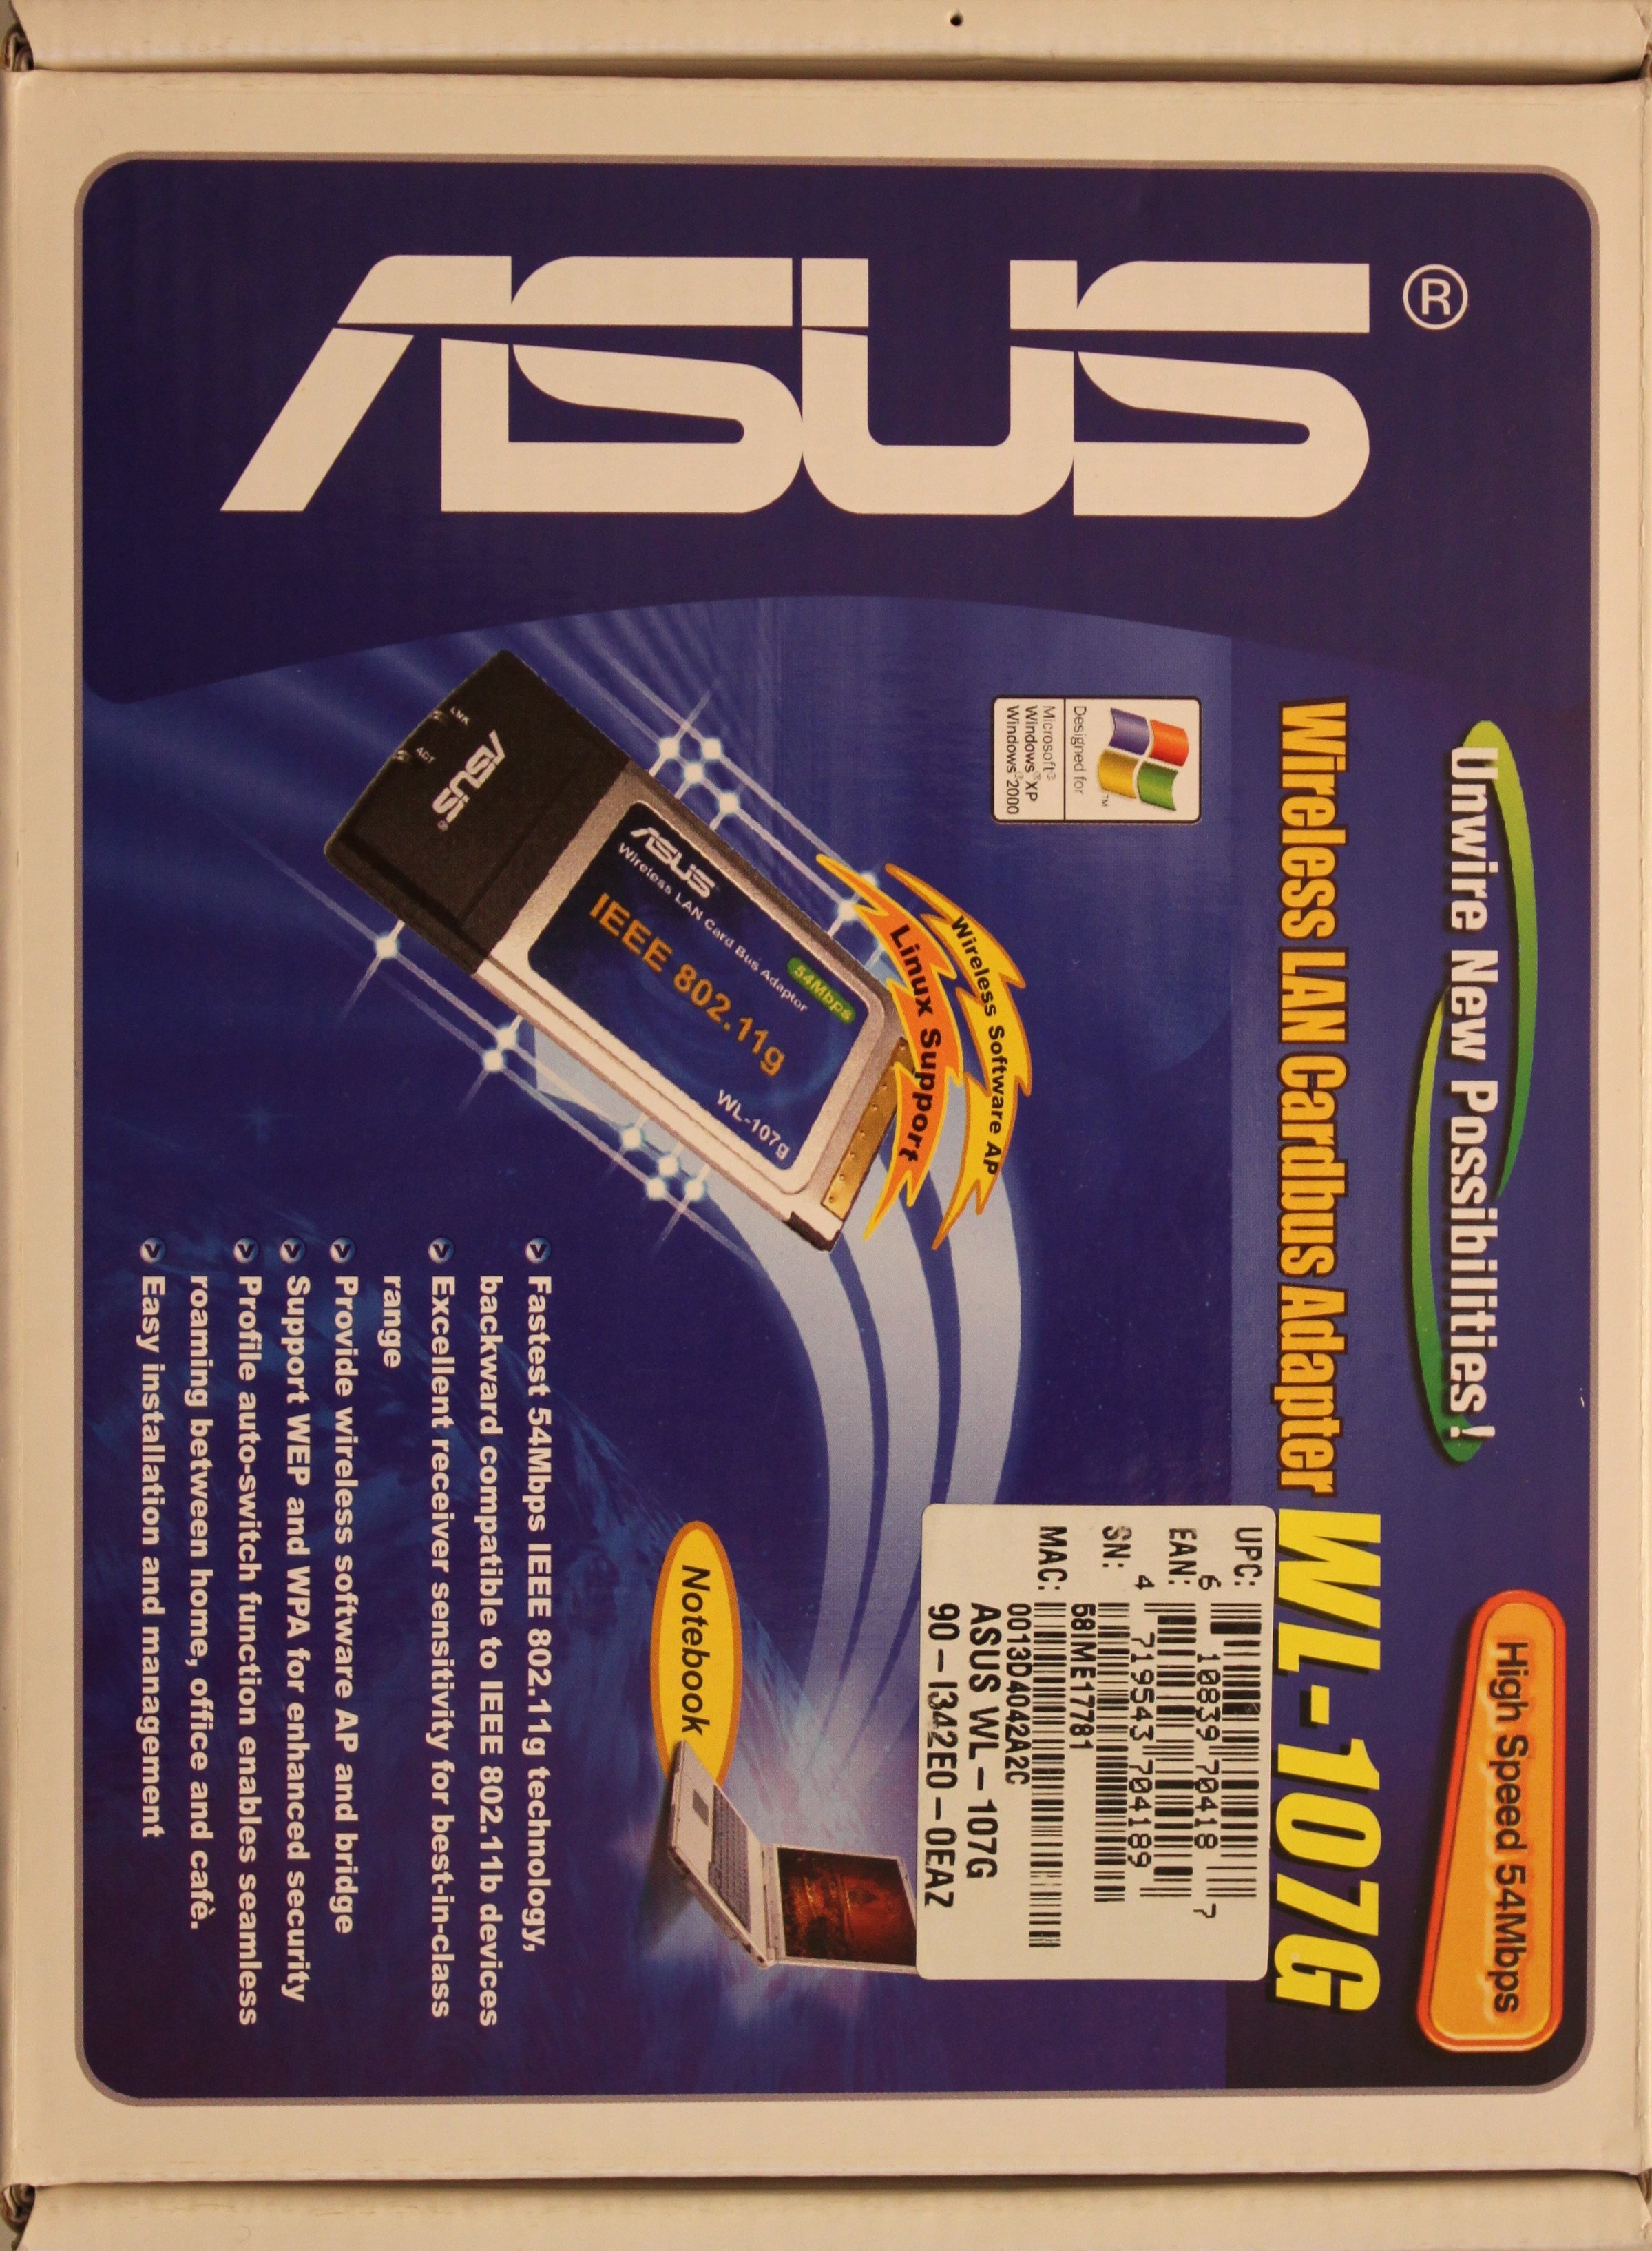 ASUS®
Unwire New Possibilities!
High Speed 54Mbps
Wireless LAN Cardbus Adapter WL-107G
Designed for
Microsoft®
Windows®XP
Windows®2000
UPC:
6 10839 70418 7
EAN:
4 719543 704189
SN:
58IME17781
MAC:
0013D4042A2C
ASUS WL-107G
90-I342E0-0EAZ
Wireless Software AP
Linux Support
LNK
ACT
ASUS®
ASUS
Wireless LAN Card Bus Adaptor
54Mbps
IEEE 802.11g
WL-107g
Notebook
Fastest 54Mbps IEEE 802.11g technology,
backward compatible to IEEE 802.11b devices
Excellent receiver sensitivity for best-in-class
range
Provide wireless software AP and bridge
Support WEP and WPA for enhanced security
Profile auto-switch function enables seamless
roaming between home, office and cafè.
Easy installation and management